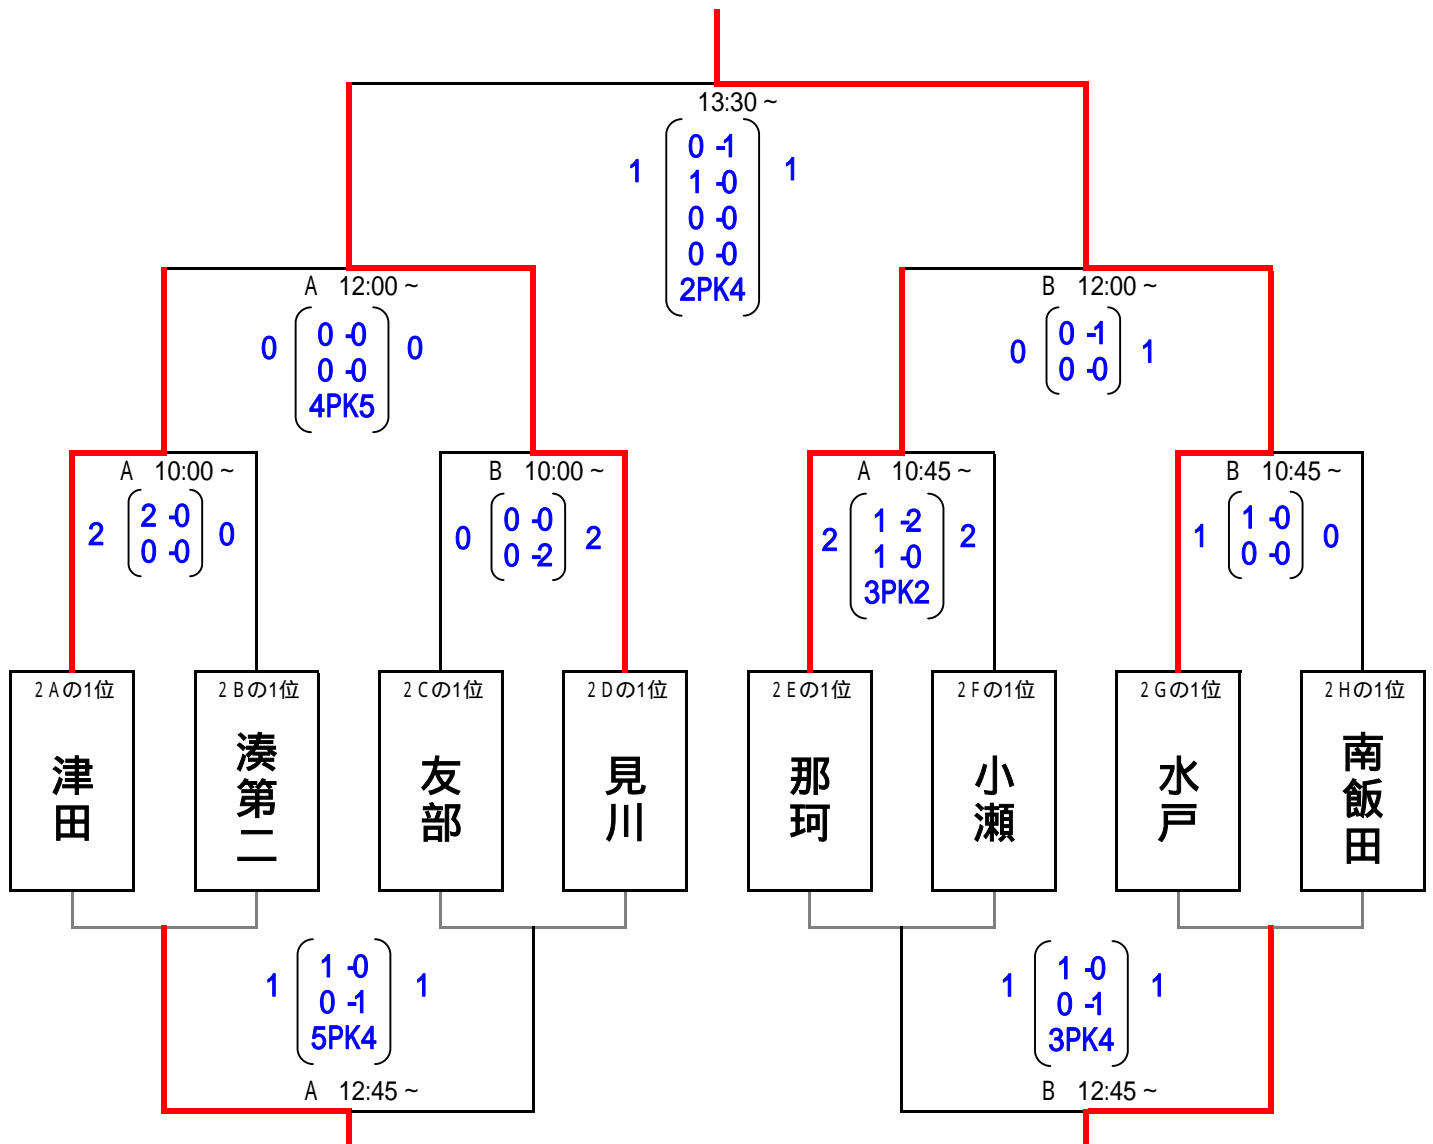 13:30 ~
0 -1
1 1
1 -0
0 -0
0 -0
2PK4
A 12:00 ~
B 12:00 ~
0 -0
0 0
0 -0
4PK5
0 -1
0 1
0 -0
A 10:00 ~
B 10:00 ~
A 10:45 ~
B 10:45 ~
2 -0
2 0
0 -0
0 -0
0 2
0 -2
1 -2
2 2
1 -0
3PK2
1 -0
1 0
0 -0
2Aの1位
津田
2Bの1位
湊第二
2Cの1位
友部
2Dの1位
見川
2Eの1位
那珂
2Fの1位
小瀬
2Gの1位
水戸
2Hの1位
南飯田
1 -0
1 1
0 -1
5PK4
A 12:45 ~
1 -0
1 1
0 -1
3PK4
B 12:45 ~